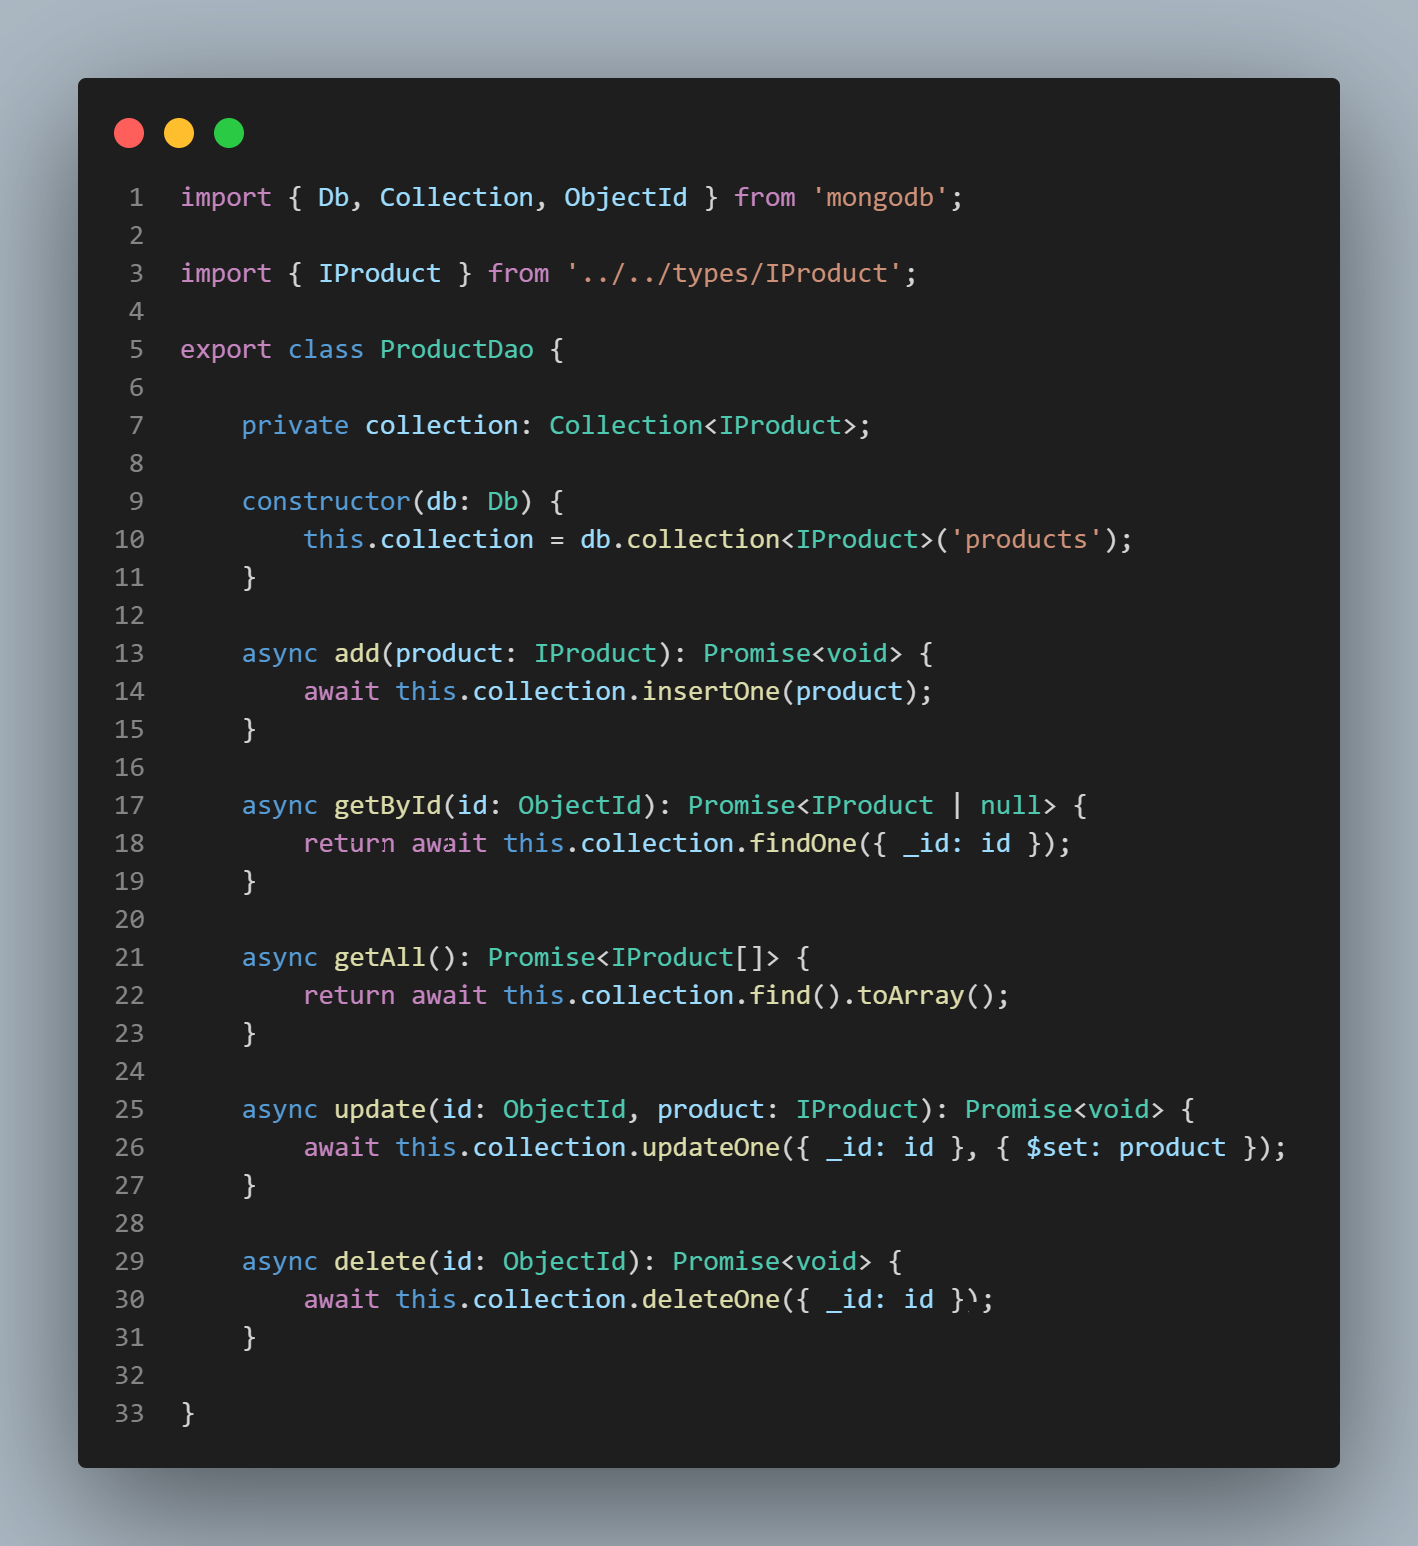 1 import { Db, Collection, ObjectId } from 'mongodb';
2
3 import { IProduct } from '../../types/IProduct';
4
5 export class ProductDao {
6
7     private collection: Collection<IProduct>;
8
9     constructor(db: Db) {
10         this.collection = db.collection<IProduct>('products');
11     }
12
13     async add(product: IProduct): Promise<void> {
14         await this.collection.insertOne(product);
15     }
16
17     async getById(id: ObjectId): Promise<IProduct | null> {
18         return await this.collection.findOne({ _id: id });
19     }
20
21     async getAll(): Promise<IProduct[]> {
22         return await this.collection.find().toArray();
23     }
24
25     async update(id: ObjectId, product: IProduct): Promise<void> {
26         await this.collection.updateOne({ _id: id }, { $set: product });
27     }
28
29     async delete(id: ObjectId): Promise<void> {
30         await this.collection.deleteOne({ _id: id });
31     }
32
33 }